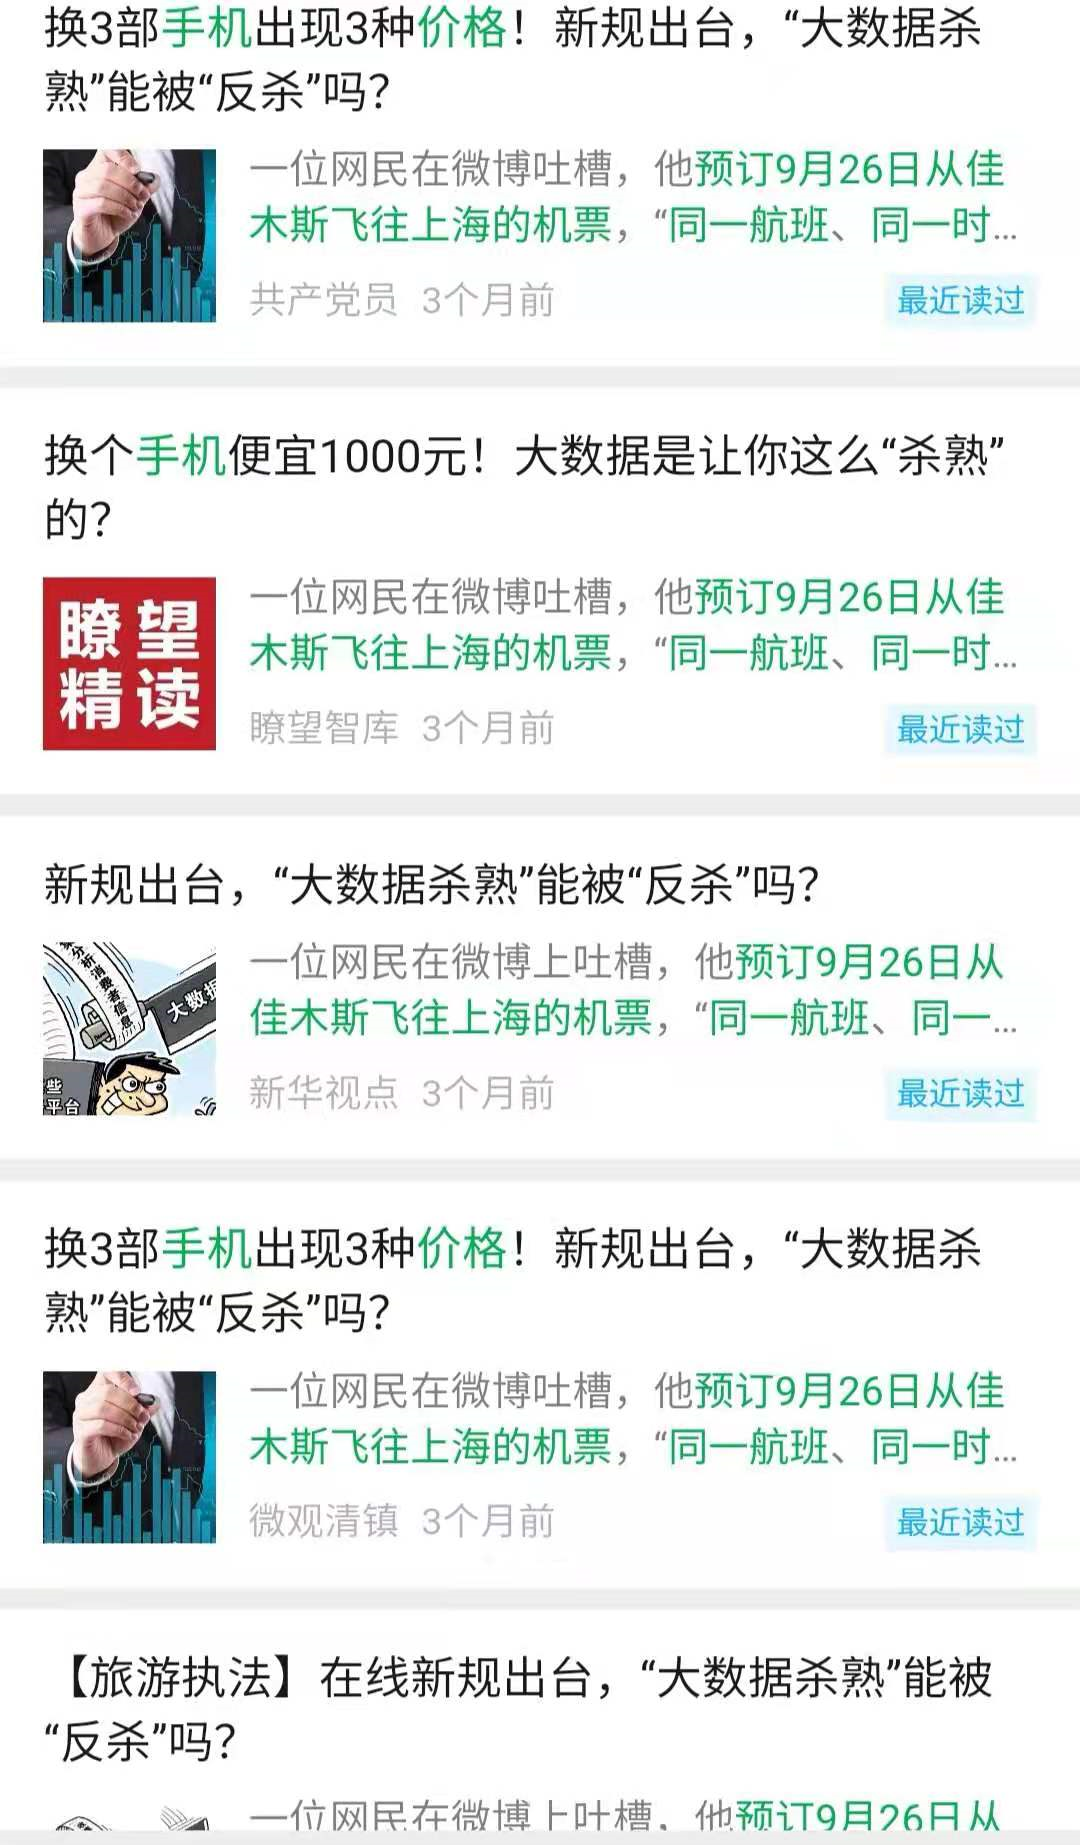 换3部手机出现3种价格！新规出台，“大数据杀
熟”能被“反杀”吗？
一位网民在微博吐槽，他预订9月26日从佳
木斯飞往上海的机票，“同一航班、同一时...
共产党员 3个月前
最近读过
换个手机便宜1000元！大数据是让你这么“杀熟”
的？
瞭望
精读
一位网民在微博吐槽，他预订9月26日从佳
木斯飞往上海的机票，“同一航班、同一时...
瞭望智库 3个月前
最近读过
新规出台，“大数据杀熟”能被“反杀”吗？
分析消费者信息
大数据
些
平台
一位网民在微博上吐槽，他预订9月26日从
佳木斯飞往上海的机票，“同一航班、同一...
新华视点 3个月前
最近读过
换3部手机出现3种价格！新规出台，“大数据杀
熟”能被“反杀”吗？
一位网民在微博吐槽，他预订9月26日从佳
木斯飞往上海的机票，“同一航班、同一时...
微观清镇 3个月前
最近读过
【旅游执法】在线新规出台，“大数据杀熟”能被
“反杀”吗？
一位网民在微博上吐槽，他预订9月26日从